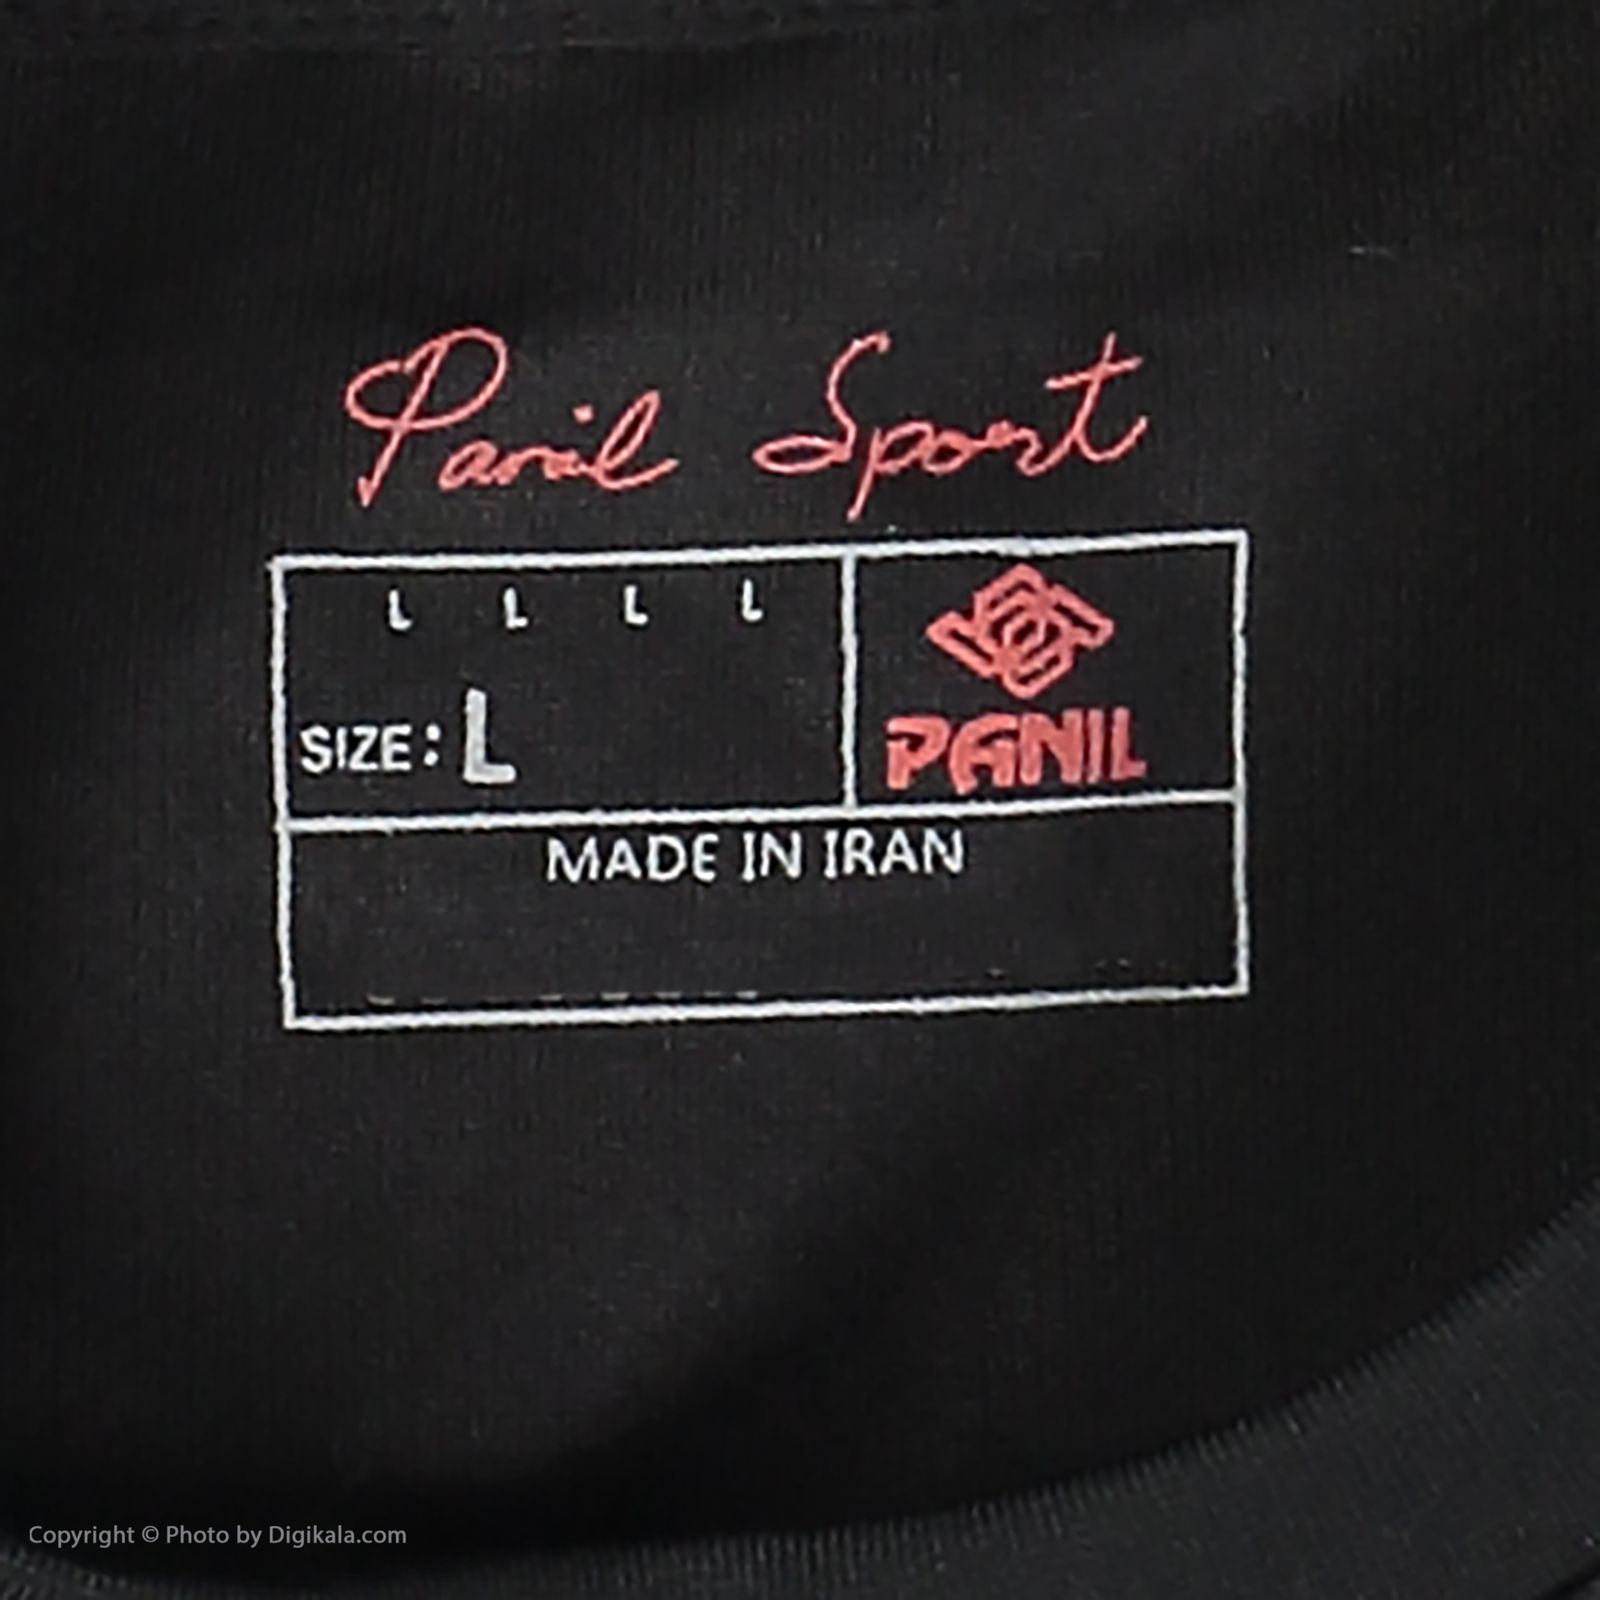 Panil Sport
L L L L
SIZE: L
PANIL
MADE IN IRAN
Copyright © Photo by Digikala.com